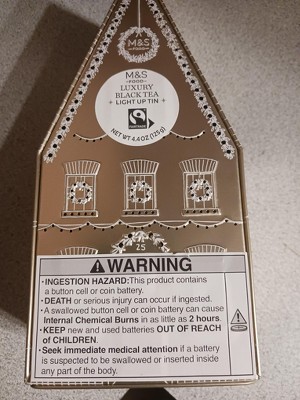 M&S
M&S
FOOD
LUXURY
BLACK TEA
LIGHT UP TIN
FAIRTRADE
NET WT 4.4 OZ (125g)
25
WARNING
•INGESTION HAZARD:This product contains
a button cell or coin battery.
•DEATH or serious injury can occur if ingested.
•A swallowed button cell or coin battery can cause
Internal Chemical Burns in as little as 2 hours.
•KEEP new and used batteries OUT OF REACH
of CHILDREN.
•Seek immediate medical attention if a battery
is suspected to be swallowed or inserted inside
any part of the body.